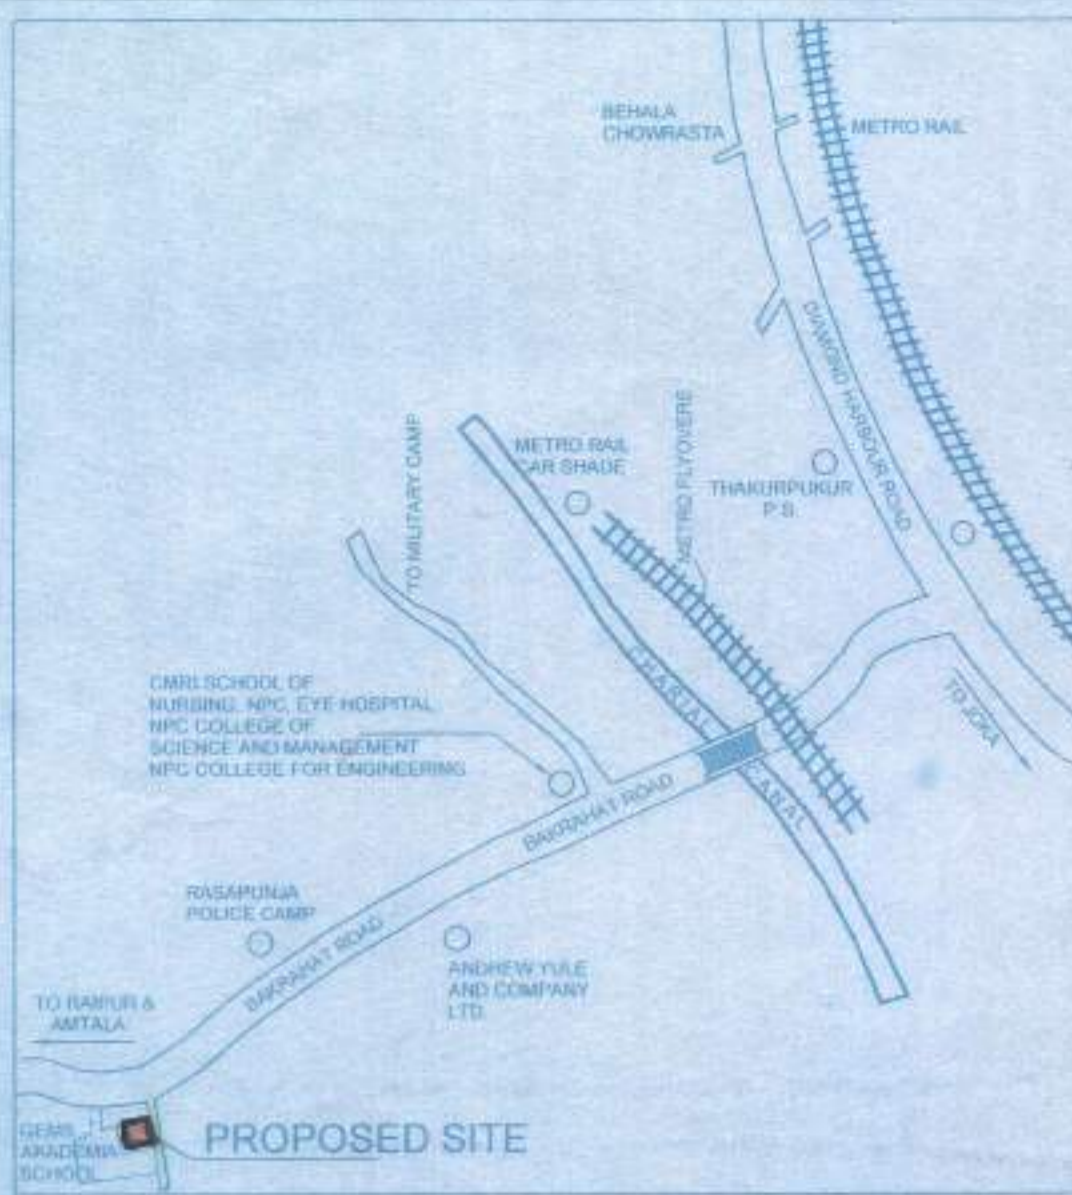 BEHALA
CHOWRASTA
METRO RAIL
DIAMOND HARBOUR ROAD
TO MILITARY CAMP
METRO RAIL
CAR SHADE
METRO FLYOVERE
THAKURPUKUR
P.S.
CHARIAL
CANAL
TO JOKA
CMRI SCHOOL OF
NURSING, NPC, EYE HOSPITAL
NPC COLLEGE OF
SCIENCE AND MANAGEMENT
NPC COLLEGE FOR ENGINEERING
BAKRAHAT ROAD
RASAPUNJA
POLICE CAMP
BAKRAHAT ROAD
ANDREW YULE
AND COMPANY
LTD.
TO RAIPUR &
AMTALA
GEMS
AKADEMIA
SCHOOL
PROPOSED SITE